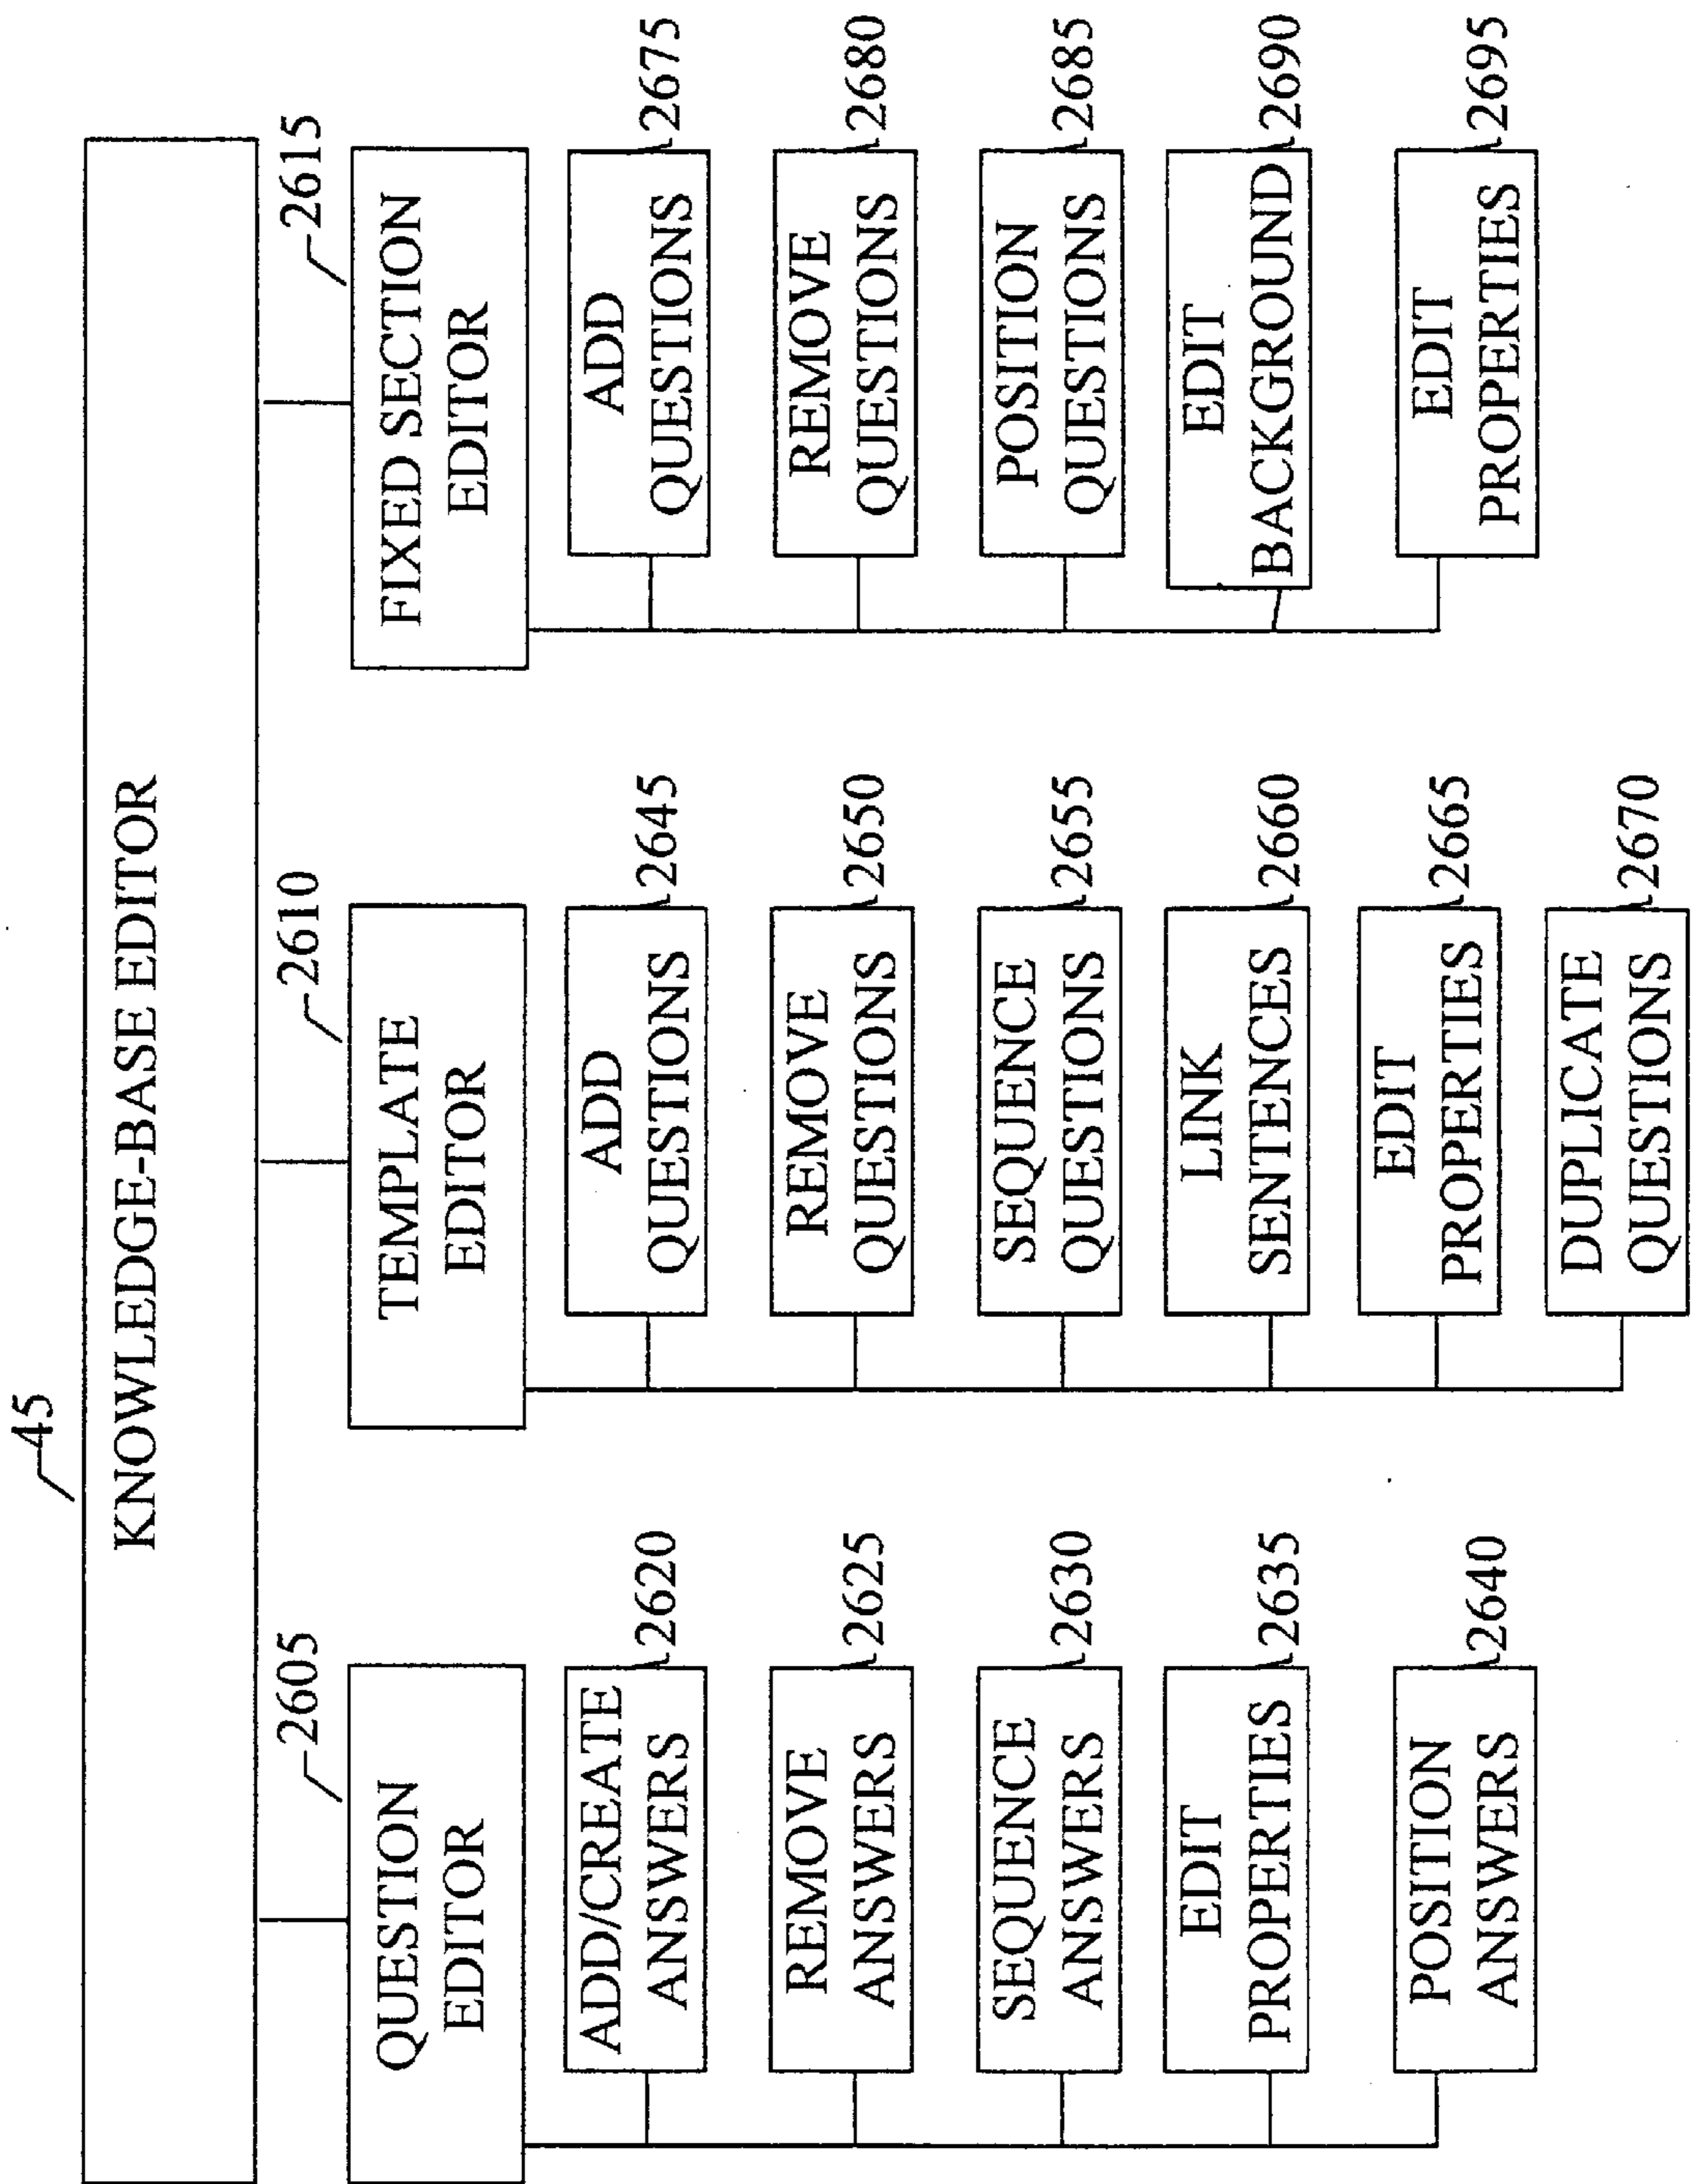 45
KNOWLEDGE-BASE EDITOR
2605
QUESTION
EDITOR
ADD/CREATE
ANSWERS
2620
REMOVE
ANSWERS
2625
SEQUENCE
ANSWERS
2630
EDIT
PROPERTIES
2635
POSITION
ANSWERS
2640
2610
TEMPLATE
EDITOR
ADD
QUESTIONS
2645
REMOVE
QUESTIONS
2650
SEQUENCE
QUESTIONS
2655
LINK
SENTENCES
2660
EDIT
PROPERTIES
2665
DUPLICATE
QUESTIONS
2670
2615
FIXED SECTION
EDITOR
ADD
QUESTIONS
2675
REMOVE
QUESTIONS
2680
POSITION
QUESTIONS
2685
EDIT
BACKGROUND
2690
EDIT
PROPERTIES
2695